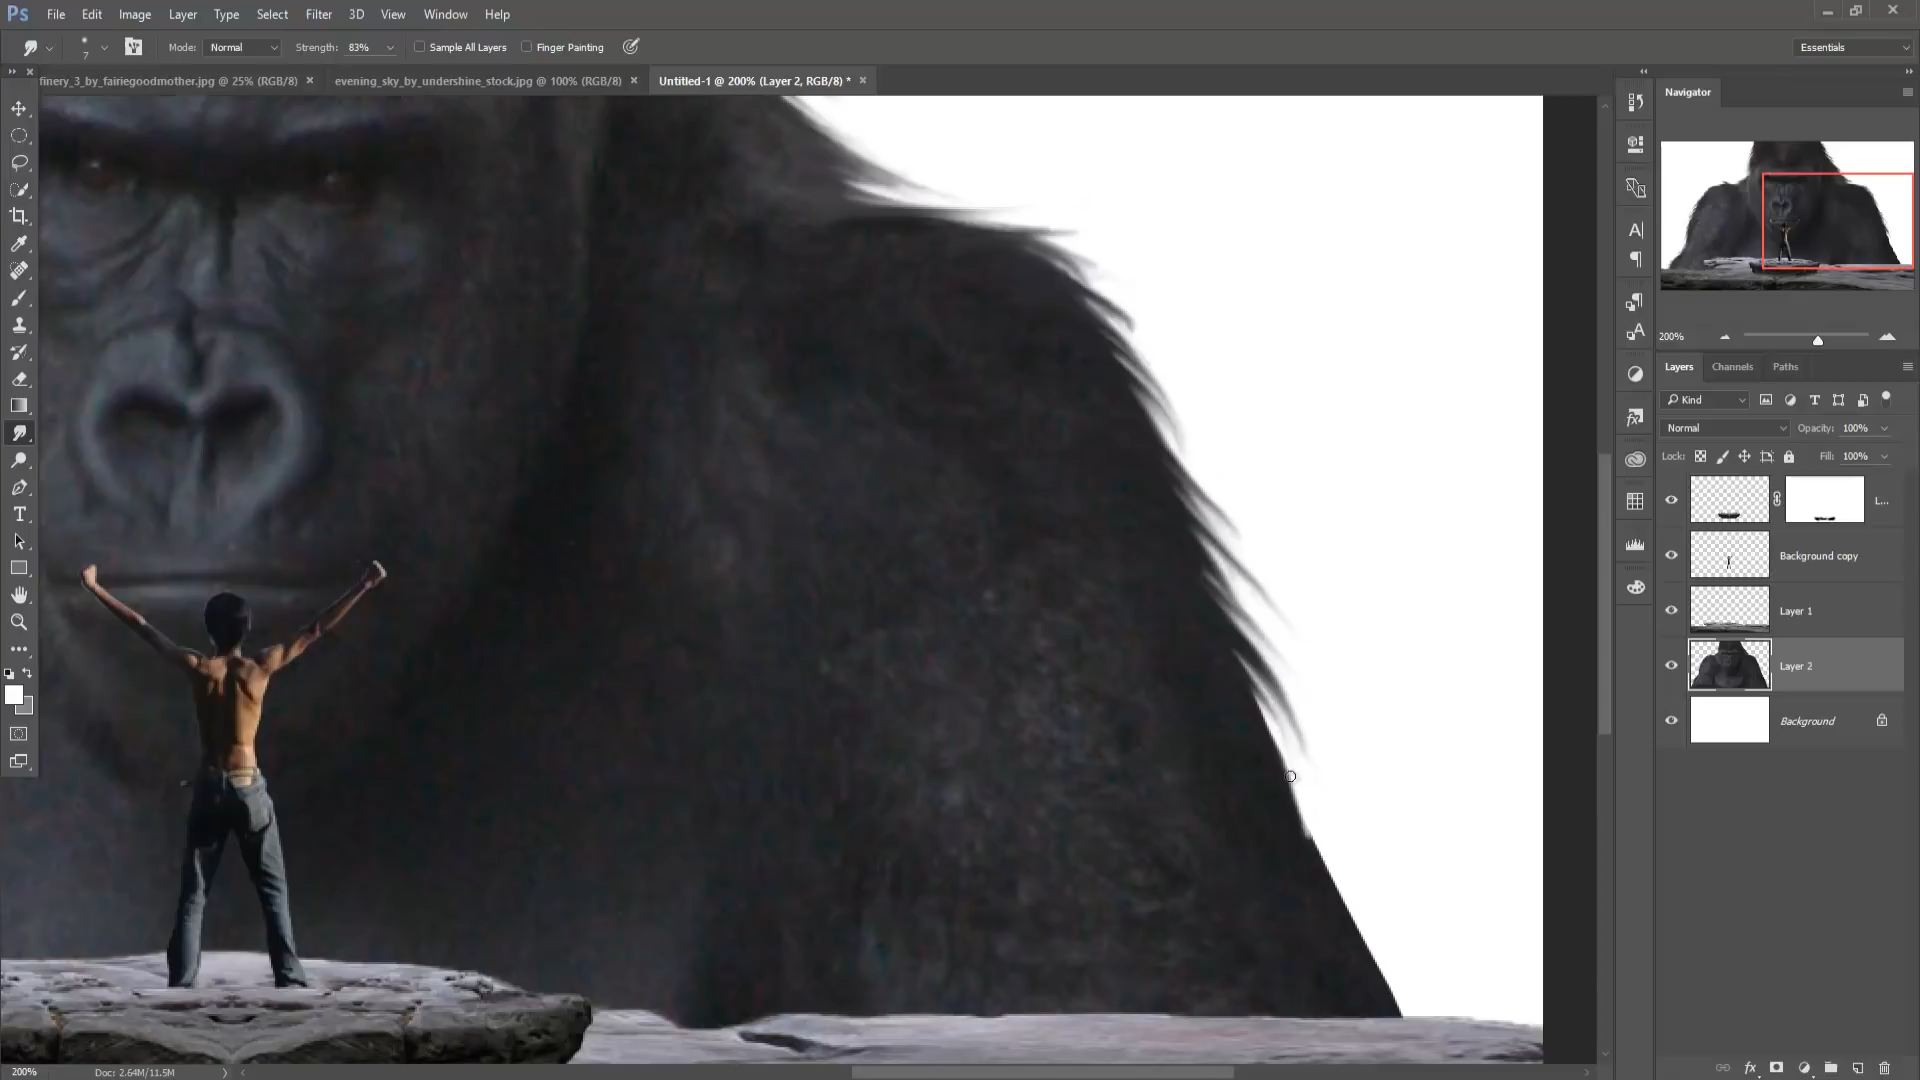 Ps File Edit Image Layer Type Select Filter 3D View Window Help
7 Mode: Normal Strength: 83% Sample All Layers Finger Painting Essentials
finery_3_by_fairiegoodmother.jpg @ 25% (RGB/8) × evening_sky_by_undershine_stock.jpg @ 100% (RGB/8) × Untitled-1 @ 200% (Layer 2, RGB/8) * ×
Navigator
200%
Layers Channels Paths
Kind
Normal Opacity: 100%
Lock: Fill: 100%
L...
Background copy
Layer 1
Layer 2
Background
200% Doc: 2.64M/11.5M